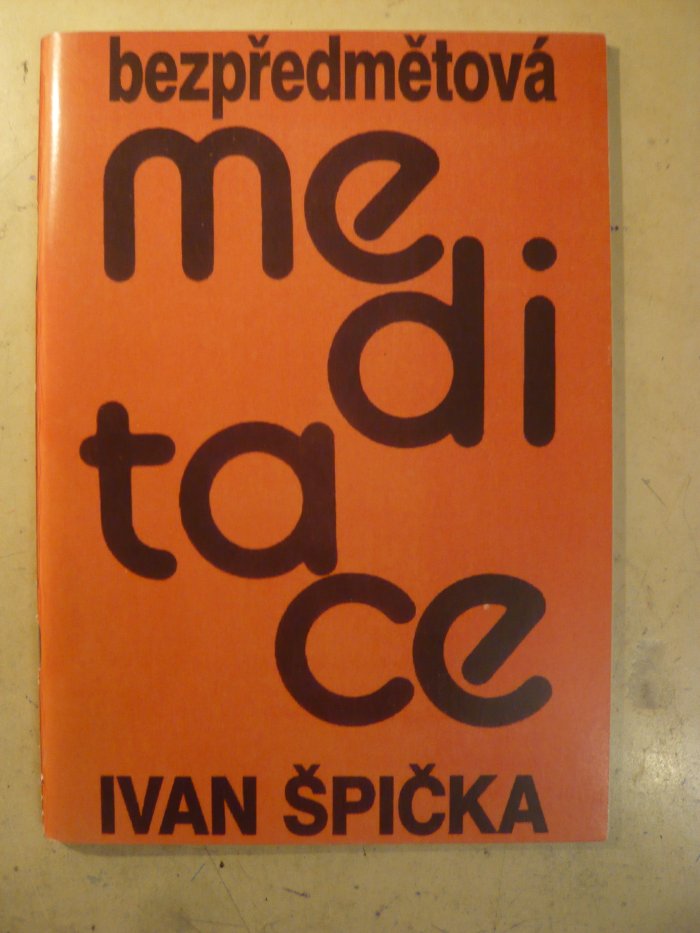 bezpředmětová
me
di
ta
ce
IVAN ŠPIČKA